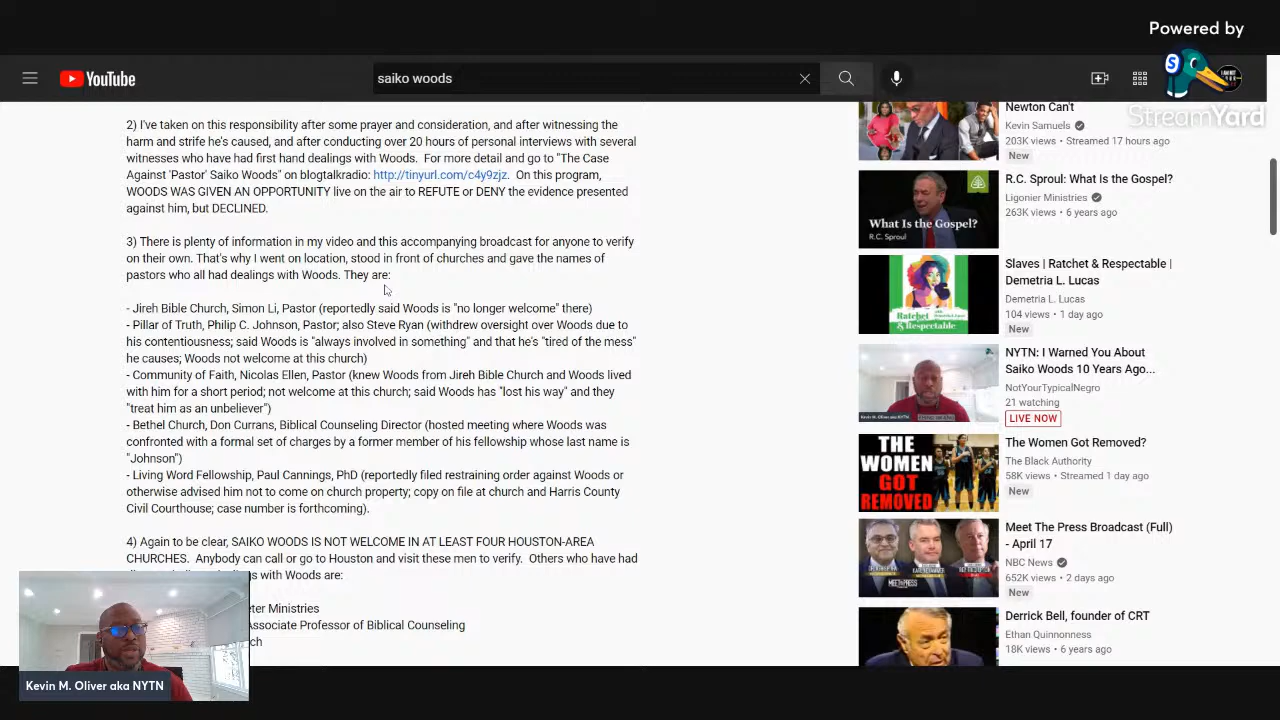 Powered by
StreamYard
YouTube
saiko woods
2) I've taken on this responsibility after some prayer and consideration, and after witnessing the
harm and strife he's caused, and after conducting over 20 hours of personal interviews with several
witnesses who have had first hand dealings with Woods. For more detail and go to "The Case
Against 'Pastor' Saiko Woods" on blogtalkradio: http://tinyurl.com/c4y9zjz. On this program,
WOODS WAS GIVEN AN OPPORTUNITY live on the air to REFUTE or DENY the evidence presented
against him, but DECLINED.
3) There is plenty of information in my video and this accompanying broadcast for anyone to verify
on their own. That's why I went on location, stood in front of churches and gave the names of
pastors who all had dealings with Woods. They are:
- Jireh Bible Church, Simon Li, Pastor (reportedly said Woods is "no longer welcome" there)
- Pillar of Truth, Philip C. Johnson, Pastor; also Steve Ryan (withdrew oversight over Woods due to
his contentiousness; said Woods is "always involved in something" and that he's "tired of the mess"
he causes; Woods not welcome at this church)
- Community of Faith, Nicolas Ellen, Pastor (knew Woods from Jireh Bible Church and Woods lived
with him for a short period; not welcome at this church; said Woods has "lost his way" and they
"treat him as an unbeliever")
- Bethel Church, Don Tharms, Biblical Counseling Director (hosted meeting where Woods was
confronted with a formal set of charges by a former member of his fellowship whose last name is
"Johnson")
- Living Word Fellowship, Paul Cannings, PhD (reportedly filed restraining order against Woods or
otherwise advised him not to come on church property; copy on file at church and Harris County
Civil Courthouse; case number is forthcoming).
4) Again to be clear, SAIKO WOODS IS NOT WELCOME IN AT LEAST FOUR HOUSTON-AREA
CHURCHES. Anybody can call or go to Houston and visit these men to verify. Others who have had
with Woods are:
Ministries
Associate Professor of Biblical Counseling
Kevin M. Oliver aka NYTN
Newton Can't
Kevin Samuels
203K views • Streamed 17 hours ago
New
What Is the Gospel?
R.C. Sproul
R.C. Sproul: What Is the Gospel?
Ligonier Ministries
263K views • 6 years ago
Ratchet
& Respectable
Slaves | Ratchet & Respectable |
Demetria L. Lucas
Demetria L. Lucas
104 views • 1 day ago
New
Kevin M. Oliver aka NYTN
NYTN: I Warned You About
Saiko Woods 10 Years Ago...
NotYourTypicalNegro
21 watching
LIVE NOW
THE
WOMEN
GOT
REMOVED
The Women Got Removed?
The Black Authority
58K views • Streamed 1 day ago
New
MEET THE PRESS
Meet The Press Broadcast (Full)
- April 17
NBC News
652K views • 2 days ago
New
Derrick Bell, founder of CRT
Ethan Quinnonness
18K views • 6 years ago